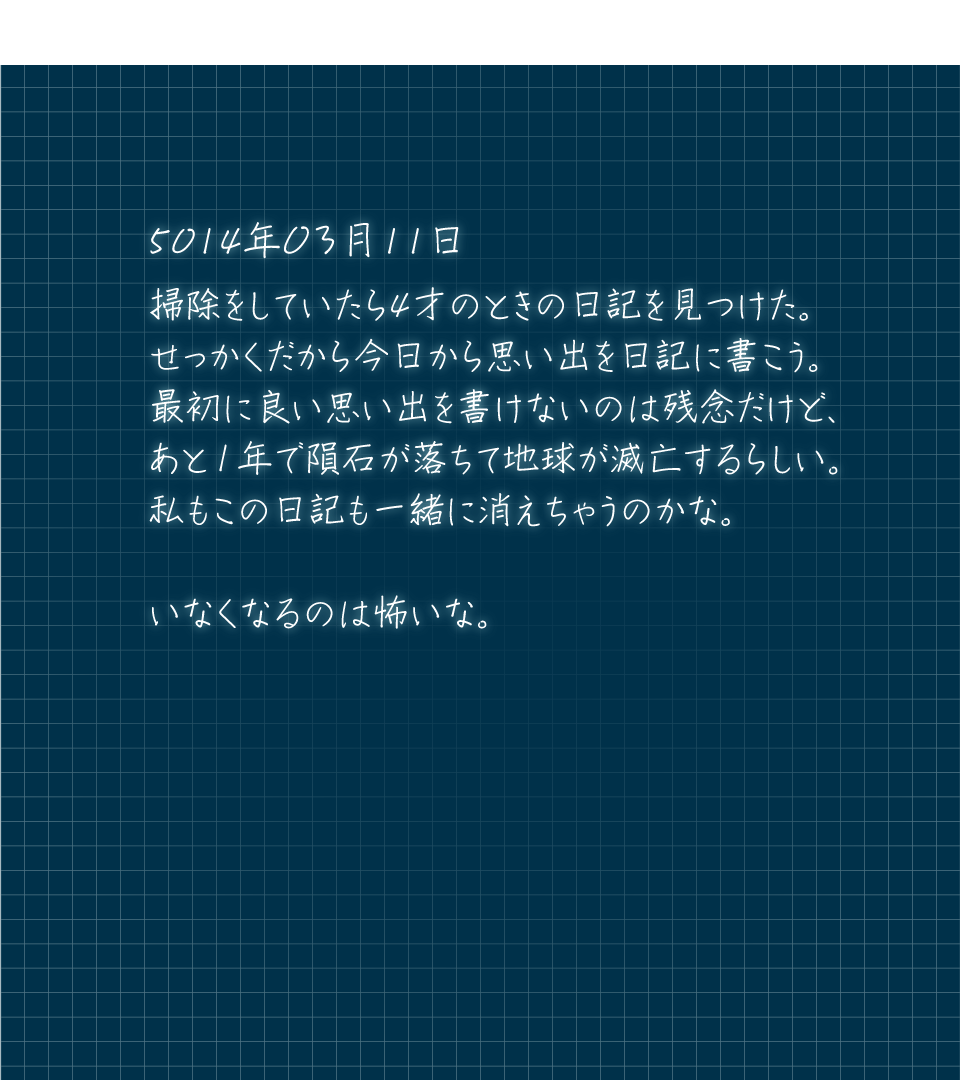 5014年03月11日
掃除をしていたら4才のときの日記を見つけた。
せっかくだから今日から思い出を日記に書こう。
最初に良い思い出を書けないのは残念だけど、
あと1年で隕石が落ちて地球が滅亡するらしい。
私もこの日記も一緒に消えちゃうのかな。
いなくなるのは怖いな。